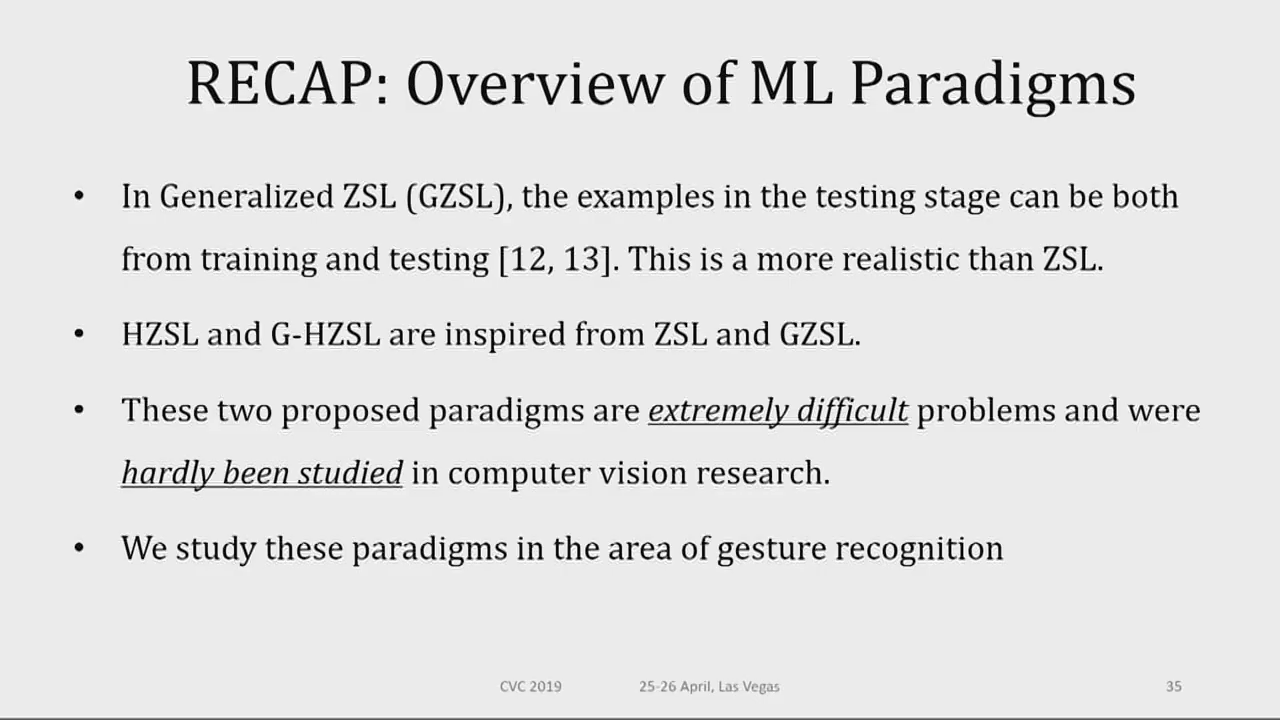 RECAP: Overview of ML Paradigms
• In Generalized ZSL (GZSL), the examples in the testing stage can be both
from training and testing [12, 13]. This is a more realistic than ZSL.
• HZSL and G-HZSL are inspired from ZSL and GZSL.
• These two proposed paradigms are extremely difficult problems and were
hardly been studied in computer vision research.
• We study these paradigms in the area of gesture recognition
CVC 2019 25-26 April, Las Vegas 35